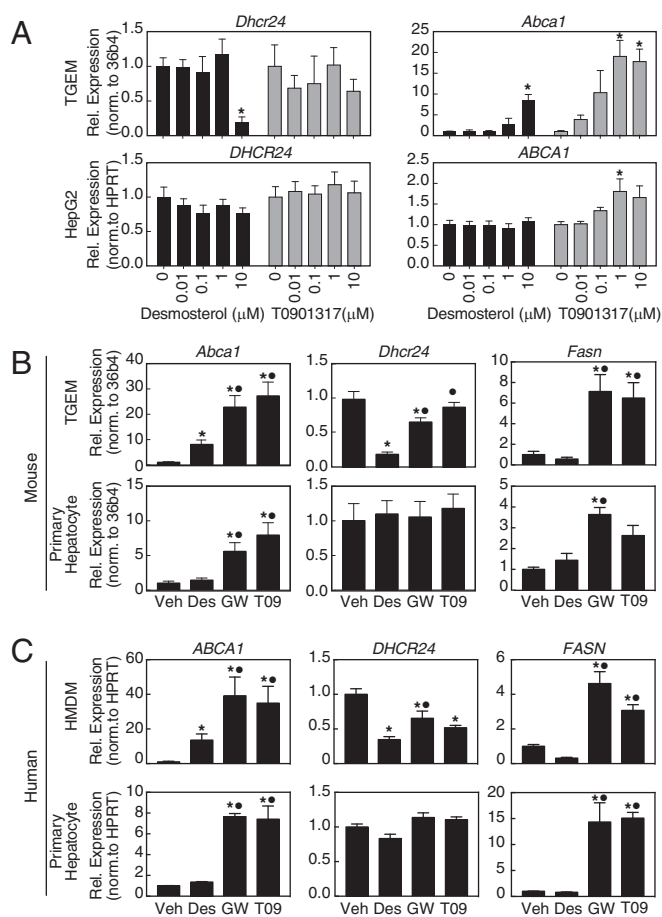 A
Dhcr24
Abca1
TGEM
Rel. Expression
(norm. to 36b4)
1.5
1.0
0.5
0.0
*
25
20
15
10
5
0
*
*
*
DHCR24
ABCA1
HepG2
Rel. Expression
(norm.to HPRT)
1.5
1.0
0.5
0.0
2.5
2.0
1.5
1.0
0.5
0.0
*
0 0.01 0.1 1 10 0 0.01 0.1 1 10
0 0.01 0.1 1 10 0 0.01 0.1 1 10
Desmosterol (μM) T0901317(μM)
Desmosterol (μM) T0901317(μM)
B
Mouse
Abca1
Dhcr24
Fasn
TGEM
Rel. Expression
(norm. to 36b4)
40
30
20
10
0
* *● *●
1.5
1.0
0.5
0.0
* *● ●
8
6
4
2
0
*● *●
Primary
Hepatocyte
Rel. Expression
(norm. to 36b4)
20
15
10
5
0
*● *●
1.5
1.0
0.5
0.0
5
4
3
2
1
0
*●
Veh Des GW T09
Veh Des GW T09
Veh Des GW T09
C
Human
ABCA1
DHCR24
FASN
HMDM
Rel. Expression
(norm.to HPRT)
60
40
20
0
* *● *●
1.5
1.0
0.5
0.0
* *● *
6
4
2
0
*● *●
Primary
Hepatocyte
Rel. Expression
(norm.to HPRT)
10
8
6
4
2
0
*● *●
1.5
1.0
0.5
0.0
20
15
10
5
0
*● *●
Veh Des GW T09
Veh Des GW T09
Veh Des GW T09